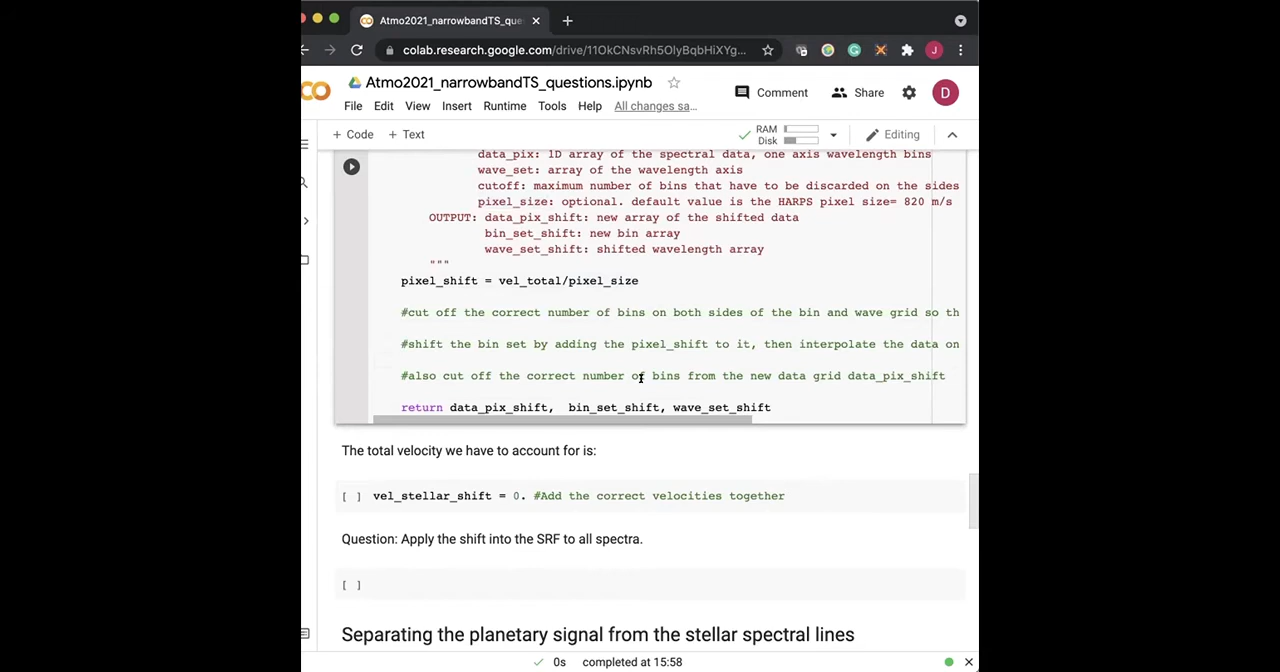 Atmo2021_narrowbandTS_que
colab.research.google.com/drive/11OkCNsvRh5OlyBqbHiXYg...
J
Atmo2021_narrowbandTS_questions.ipynb
Comment
Share
D
File Edit View Insert Runtime Tools Help All changes sa...
+ Code + Text
RAM
Disk
Editing
data_pix: 1D array of the spectral data, one axis wavelength bins
wave_set: array of the wavelength axis
cutoff: maximum number of bins that have to be discarded on the sides
pixel_size: optional. default value is the HARPS pixel size= 820 m/s
OUTPUT: data_pix_shift: new array of the shifted data
bin_set_shift: new bin array
wave_set_shift: shifted wavelength array
"""
pixel_shift = vel_total/pixel_size
#cut off the correct number of bins on both sides of the bin and wave grid so th
#shift the bin set by adding the pixel_shift to it, then interpolate the data on
#also cut off the correct number of bins from the new data grid data_pix_shift
return data_pix_shift, bin_set_shift, wave_set_shift
The total velocity we have to account for is:
[ ] vel_stellar_shift = 0. #Add the correct velocities together
Question: Apply the shift into the SRF to all spectra.
[ ]
Separating the planetary signal from the stellar spectral lines
0s completed at 15:58